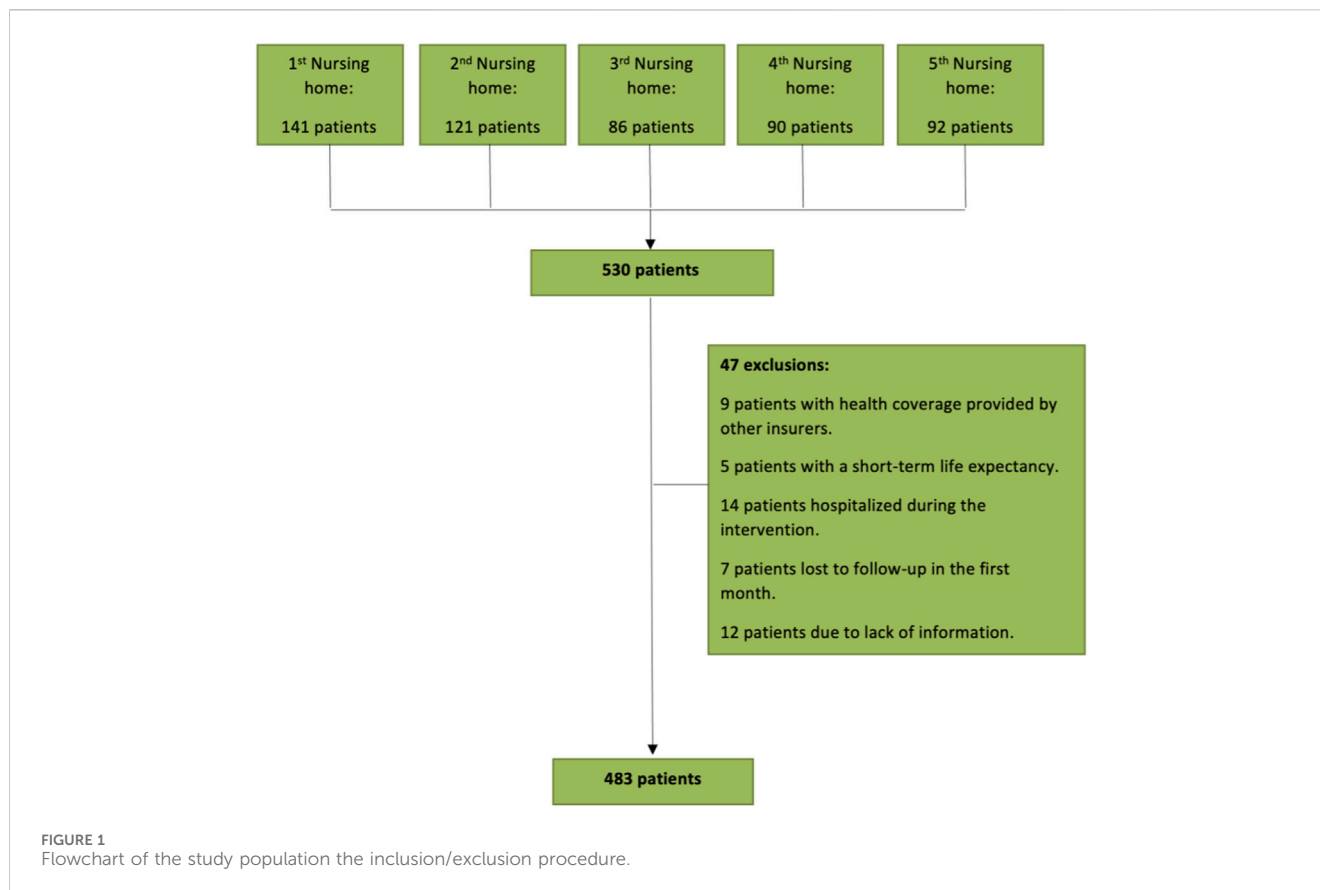 1st Nursing
home:
141 patients
2nd Nursing
home:
121 patients
3rd Nursing
home:
86 patients
4th Nursing
home:
90 patients
5th Nursing
home:
92 patients
530 patients
47 exclusions:
9 patients with health coverage provided by
other insurers.
5 patients with a short-term life expectancy.
14 patients hospitalized during the
intervention.
7 patients lost to follow-up in the first
month.
12 patients due to lack of information.
483 patients
FIGURE 1
Flowchart of the study population the inclusion/exclusion procedure.